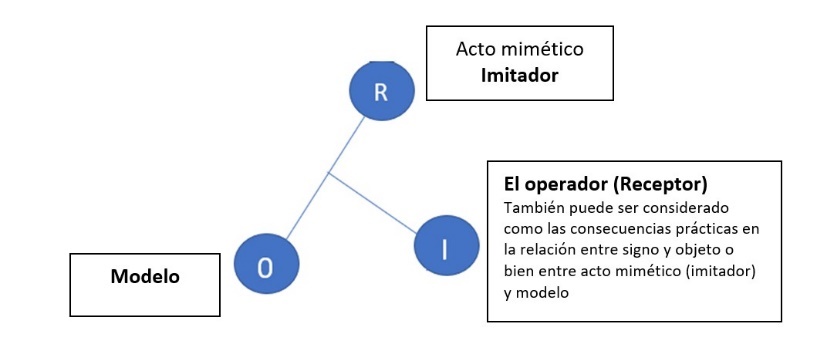 Acto mimético
Imitador
R
El operador (Receptor)
También puede ser considerado
como las consecuencias prácticas en
la relación entre signo y objeto o
bien entre acto mimético (imitador)
y modelo
I
0
Modelo